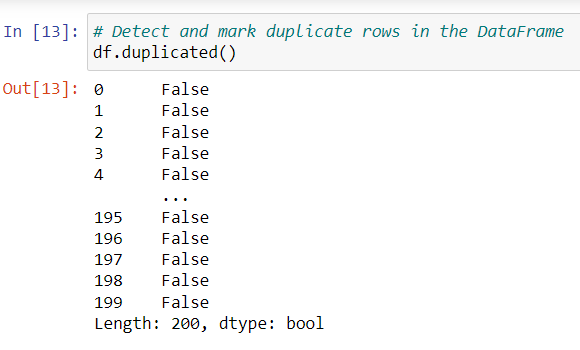 In [13]: # Detect and mark duplicate rows in the DataFrame
df.duplicated()
Out[13]: 0 False
1 False
2 False
3 False
4 False
...
195 False
196 False
197 False
198 False
199 False
Length: 200, dtype: bool